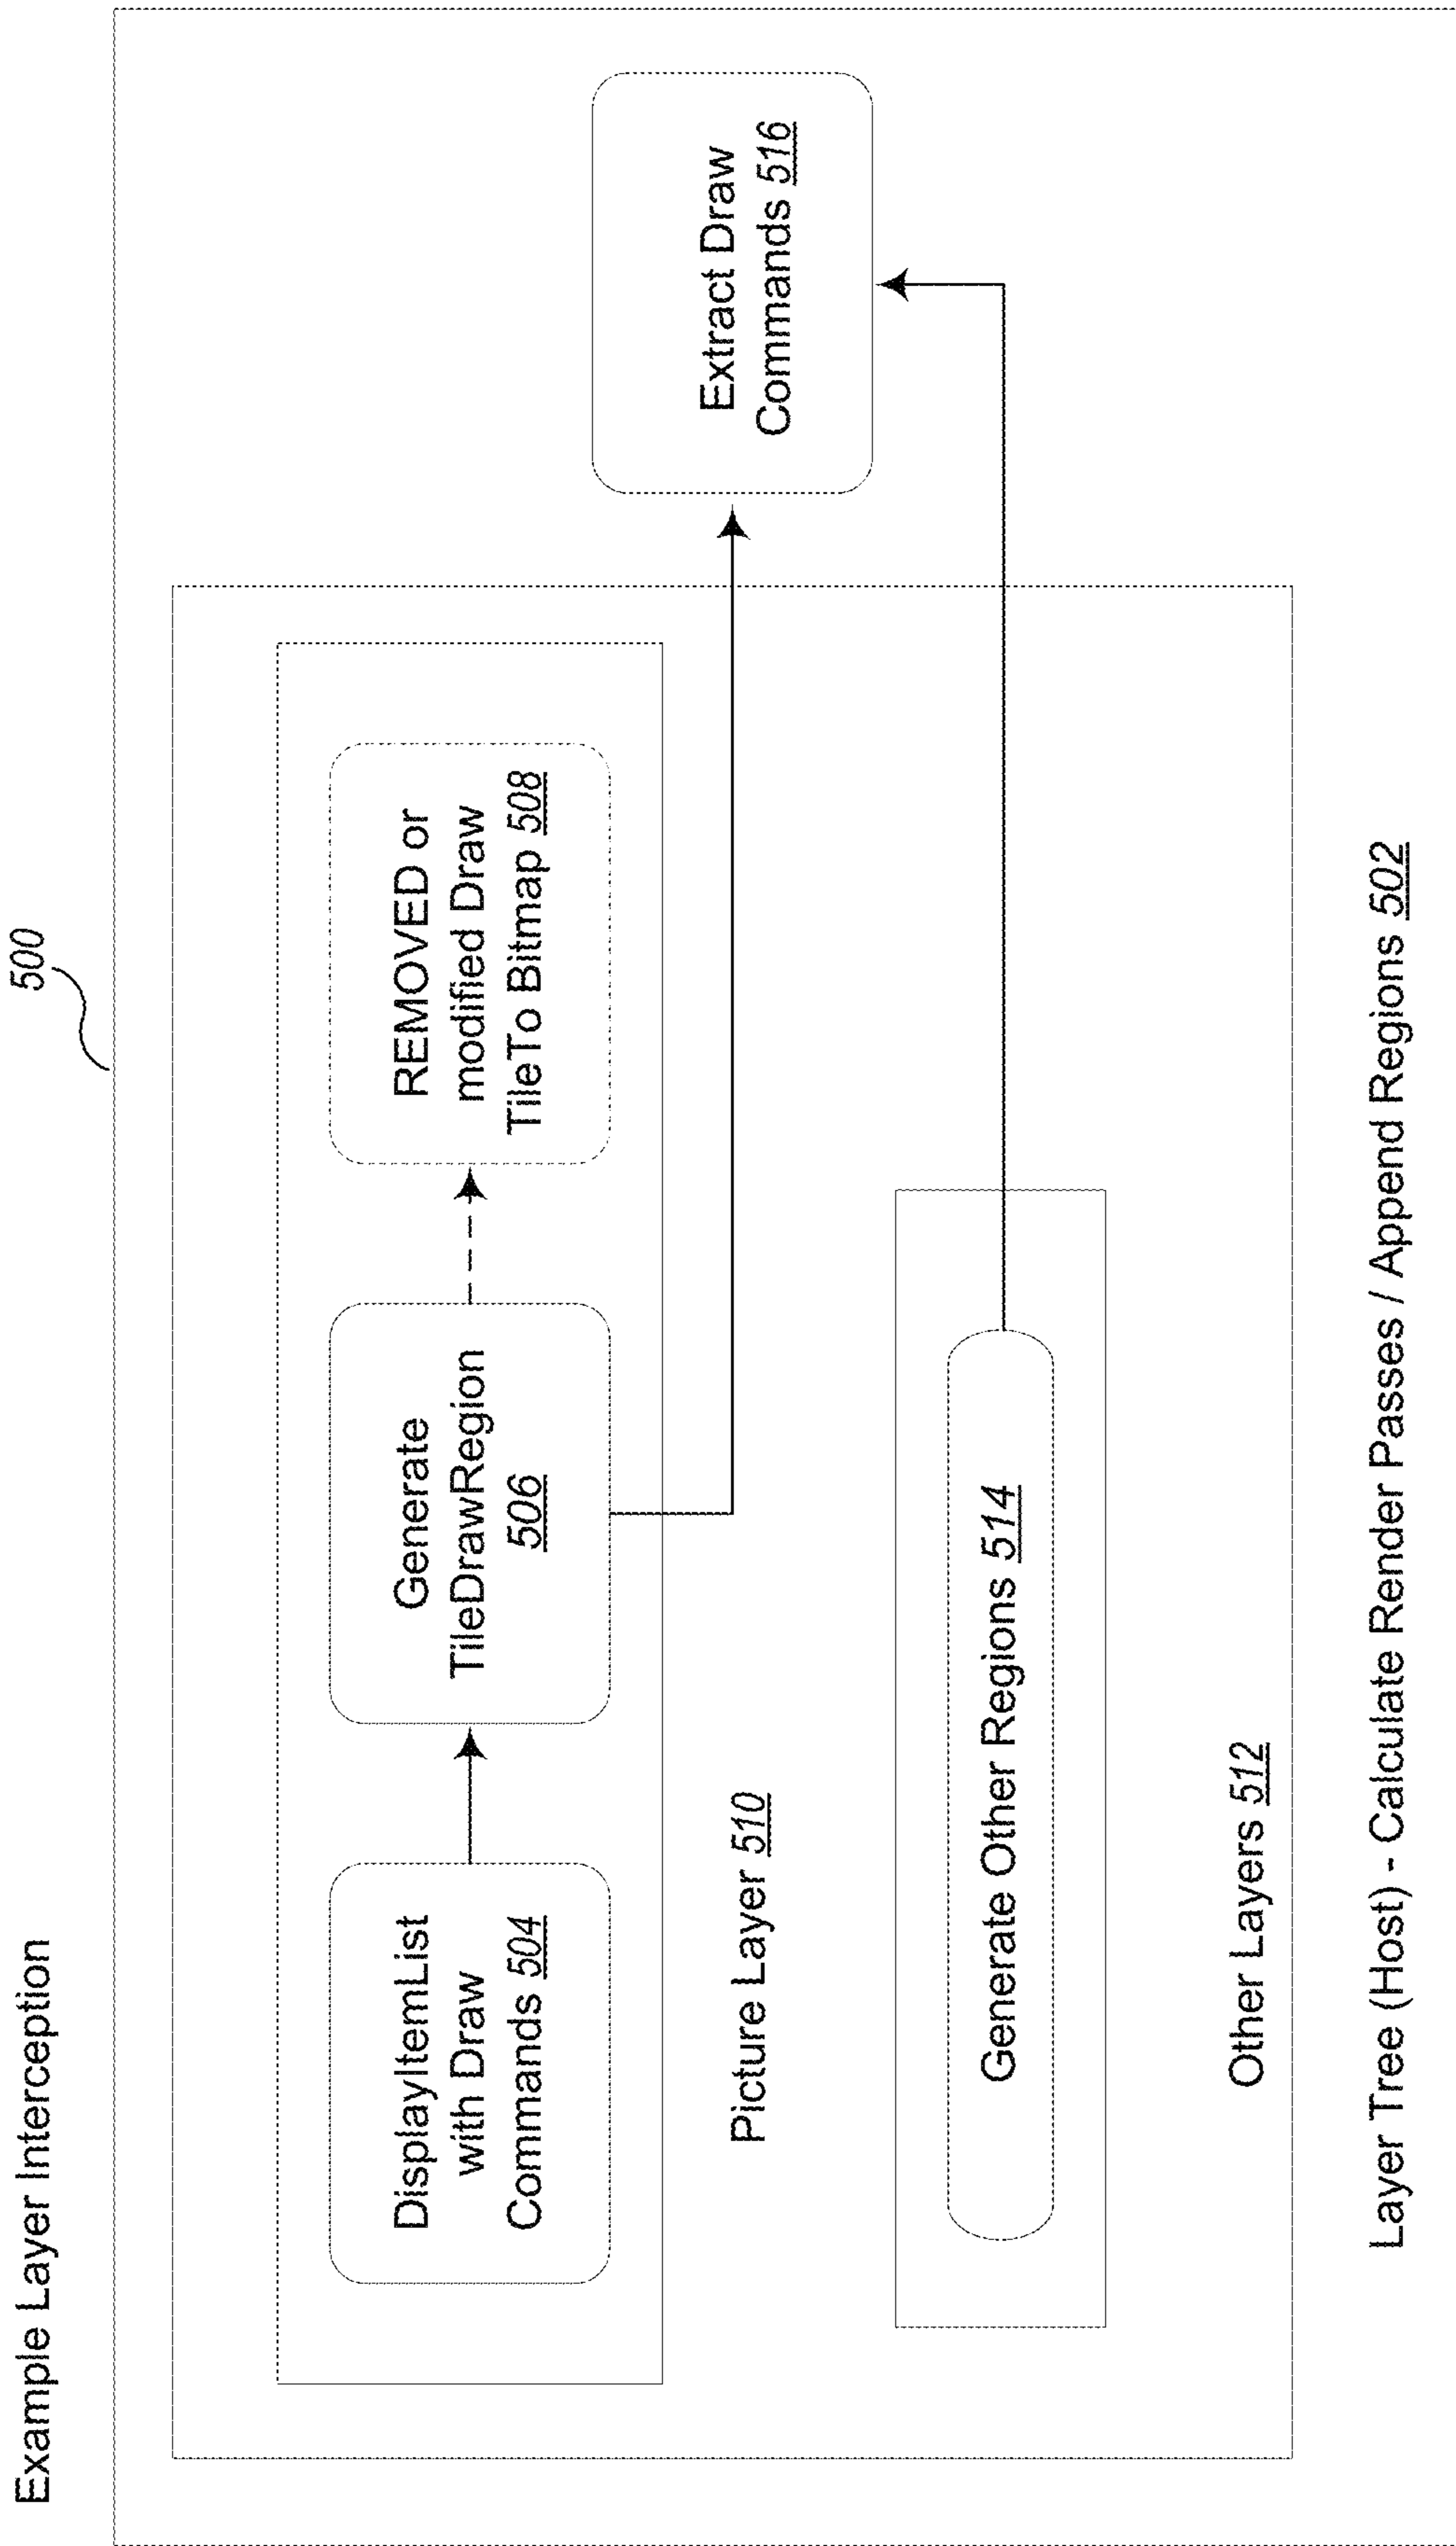 Example Layer Interception
500
DisplayItemList
with Draw
Commands 504
Generate
TileDrawRegion
506
REMOVED or
modified Draw
TileTo Bitmap 508
Picture Layer 510
Extract Draw
Commands 516
Generate Other Regions 514
Other Layers 512
Layer Tree (Host) - Calculate Render Passes / Append Regions 502